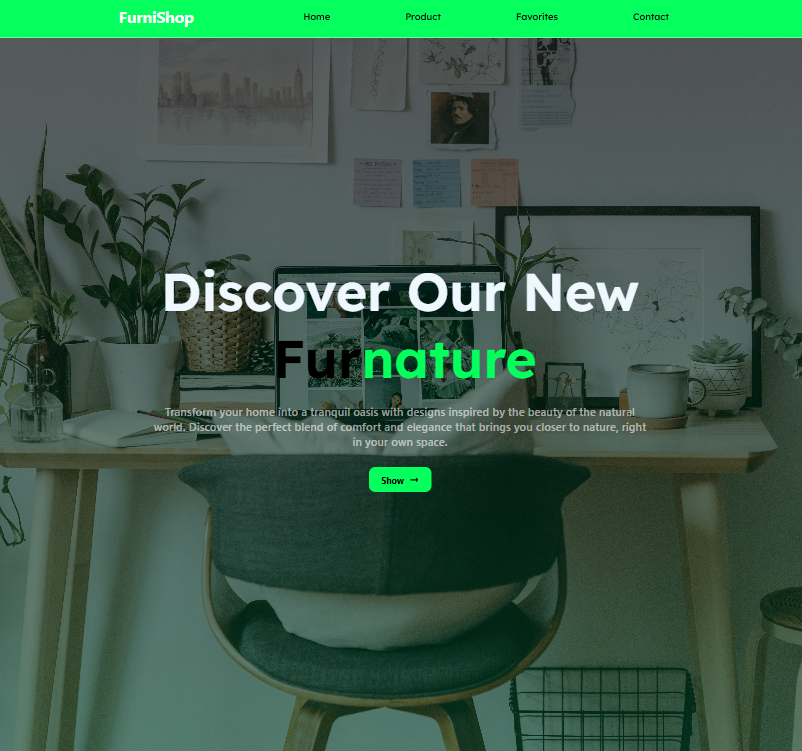 FurniShop
Home
Product
Favorites
Contact
Discover Our New
Furnature
Transform your home into a tranquil oasis with designs inspired by the beauty of the natural
world. Discover the perfect blend of comfort and elegance that brings you closer to nature, right
in your own space.
Show →